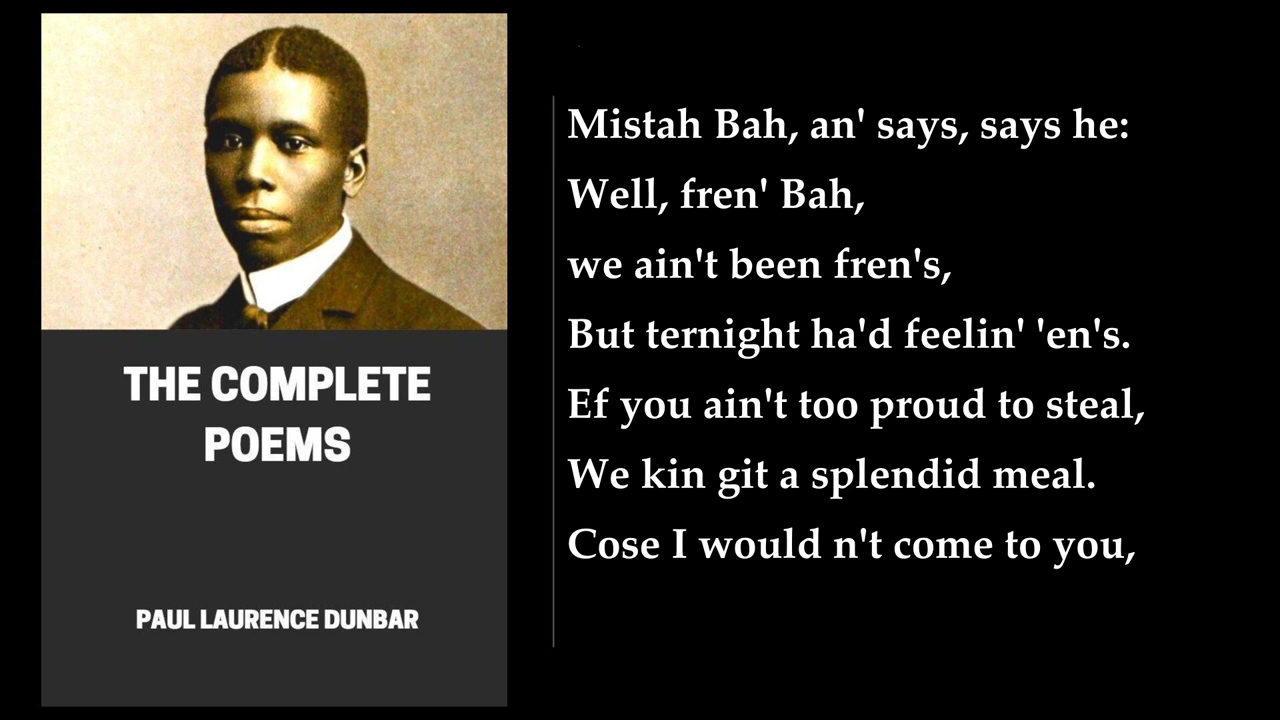 THE COMPLETE
POEMS
PAUL LAURENCE DUNBAR
Mistah Bah, an' says, says he:
Well, fren' Bah,
we ain't been fren's,
But ternight ha'd feelin' 'en's.
Ef you ain't too proud to steal,
We kin git a splendid meal.
Cose I would n't come to you,